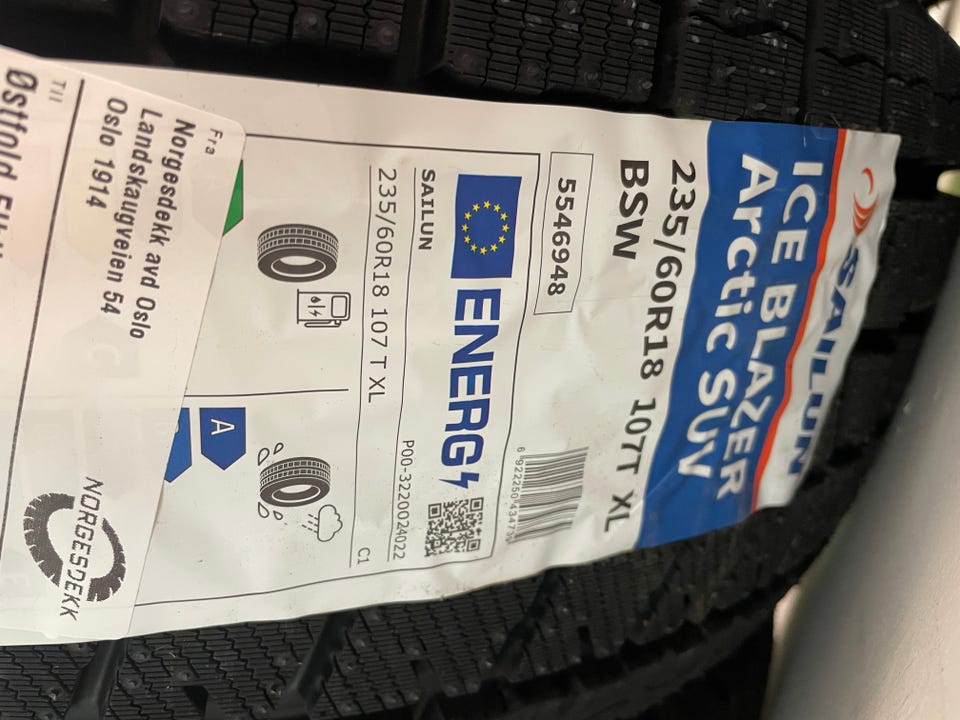 SAILUN
ICE BLAZER
Arctic SUV
235/60R18 107T XL
BSW
5546948
ENERG
SAILUN
P00-3220024022
235/60R18 107 T XL
C1
A
Fra
Norgesdekk avd Oslo
Landskaugveien 54
Oslo 1914
Til
Østfold
NORGESDEKK